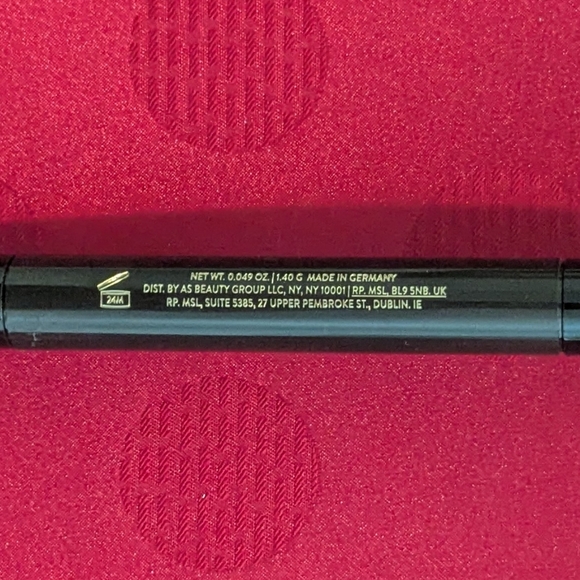 NET WT. 0.049 OZ. | 1.40 G MADE IN GERMANY
24M
DIST. BY AS BEAUTY GROUP LLC, NY, NY 10001 | RP. MSL, BL9 5NB. UK
RP. MSL, SUITE 5385, 27 UPPER PEMBROKE ST., DUBLIN. IE